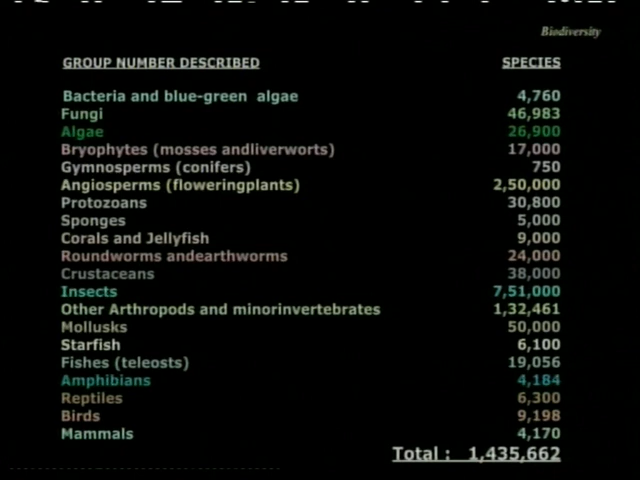 Biodiversity
GROUP NUMBER DESCRIBED SPECIES
Bacteria and blue-green algae 4,760
Fungi 46,983
Algae 26,900
Bryophytes (mosses andliverworts) 17,000
Gymnosperms (conifers) 750
Angiosperms (floweringplants) 2,50,000
Protozoans 30,800
Sponges 5,000
Corals and Jellyfish 9,000
Roundworms andearthworms 24,000
Crustaceans 38,000
Insects 7,51,000
Other Arthropods and minorinvertebrates 1,32,461
Mollusks 50,000
Starfish 6,100
Fishes (teleosts) 19,056
Amphibians 4,184
Reptiles 6,300
Birds 9,198
Mammals 4,170
Total : 1,435,662